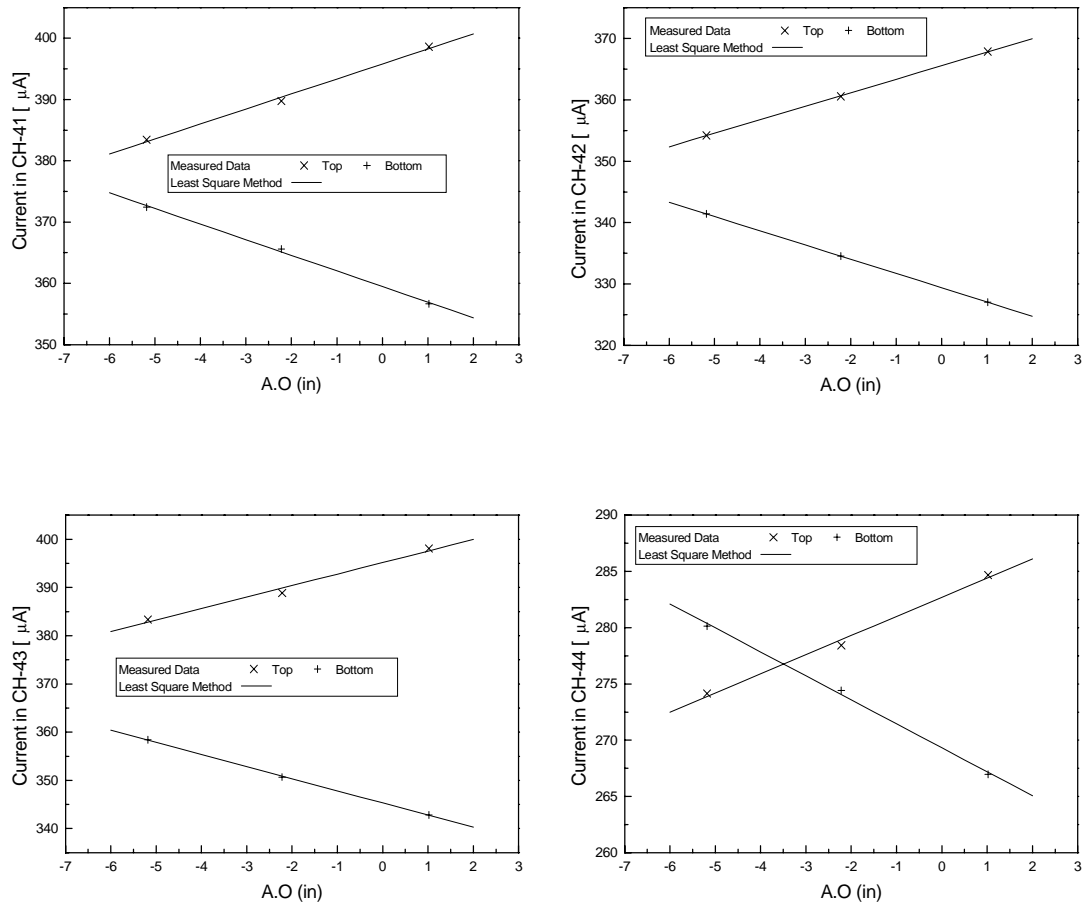 400
390
380
370
360
350
Current in CH-41 [ μA]
Measured Data Top Bottom
Least Square Method
-7 -6 -5 -4 -3 -2 -1 0 1 2 3
A.O (in)
370
360
350
340
330
320
Current in CH-42 [ μA]
Measured Data Top Bottom
Least Square Method
-7 -6 -5 -4 -3 -2 -1 0 1 2 3
A.O (in)
400
390
380
370
360
350
340
Current in CH-43 [ μA]
Measured Data Top Bottom
Least Square Method
-7 -6 -5 -4 -3 -2 -1 0 1 2 3
A.O (in)
290
285
280
275
270
265
260
Current in CH-44 [ μA]
Measured Data Top Bottom
Least Square Method
-7 -6 -5 -4 -3 -2 -1 0 1 2 3
A.O (in)